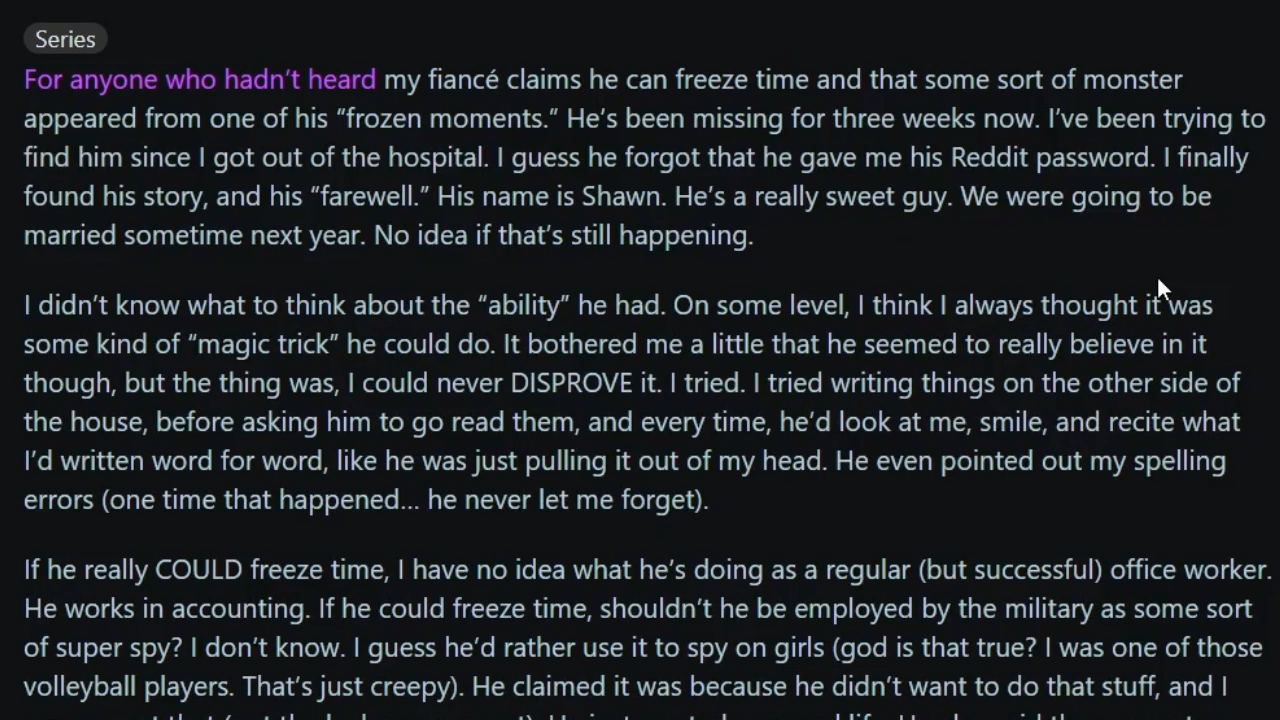 Series
For anyone who hadn’t heard my fiancé claims he can freeze time and that some sort of monster
appeared from one of his “frozen moments.” He’s been missing for three weeks now. I’ve been trying to
find him since I got out of the hospital. I guess he forgot that he gave me his Reddit password. I finally
found his story, and his “farewell.” His name is Shawn. He’s a really sweet guy. We were going to be
married sometime next year. No idea if that’s still happening.
I didn’t know what to think about the “ability” he had. On some level, I think I always thought it was
some kind of “magic trick” he could do. It bothered me a little that he seemed to really believe in it
though, but the thing was, I could never DISPROVE it. I tried. I tried writing things on the other side of
the house, before asking him to go read them, and every time, he’d look at me, smile, and recite what
I’d written word for word, like he was just pulling it out of my head. He even pointed out my spelling
errors (one time that happened... he never let me forget).
If he really COULD freeze time, I have no idea what he’s doing as a regular (but successful) office worker.
He works in accounting. If he could freeze time, shouldn’t he be employed by the military as some sort
of super spy? I don’t know. I guess he’d rather use it to spy on girls (god is that true? I was one of those
volleyball players. That’s just creepy). He claimed it was because he didn’t want to do that stuff, and I